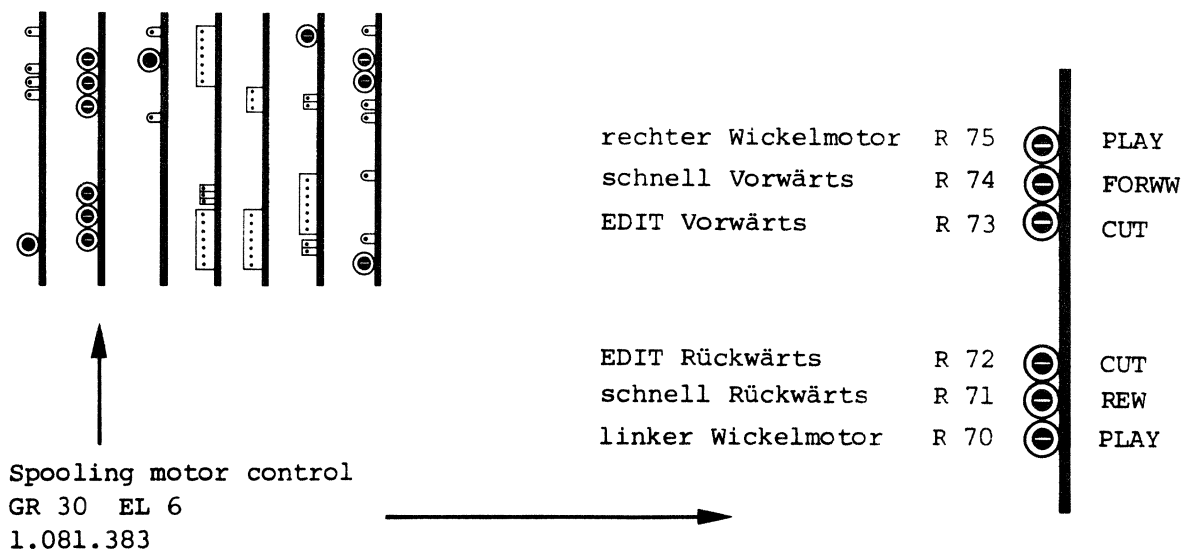 rechter Wickelmotor R 75 PLAY
schnell Vorwärts R 74 FORWW
EDIT Vorwärts R 73 CUT
EDIT Rückwärts R 72 CUT
schnell Rückwärts R 71 REW
linker Wickelmotor R 70 PLAY
Spooling motor control
GR 30 EL 6
1.081.383